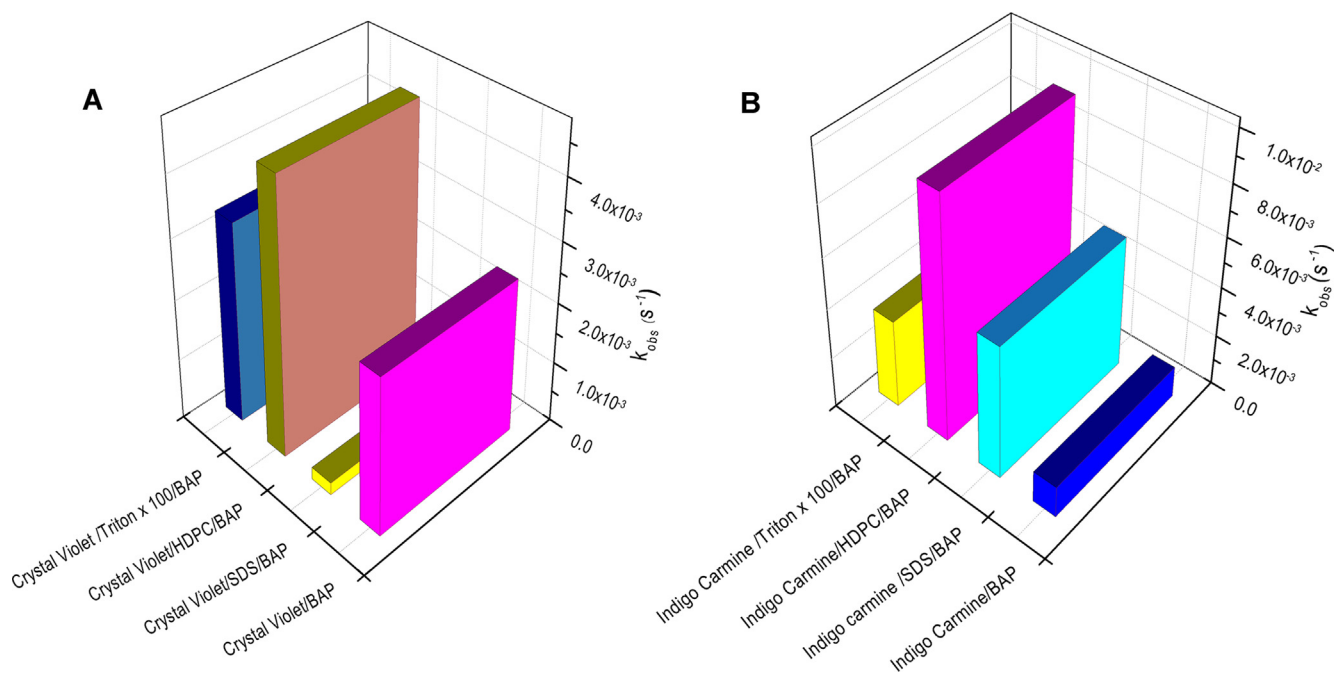 A
4.0x10⁻³
3.0x10⁻³
2.0x10⁻³
1.0x10⁻³
0.0
k_obs (s⁻¹)
Crystal Violet /Triton x 100/BAP
Crystal Violet/HDPC/BAP
Crystal Violet/SDS/BAP
Crystal Violet/BAP
B
1.0x10⁻²
8.0x10⁻³
6.0x10⁻³
4.0x10⁻³
2.0x10⁻³
0.0
k_obs (s⁻¹)
Indigo Carmine /Triton x 100/BAP
Indigo Carmine/HDPC/BAP
Indigo carmine /SDS/BAP
Indigo Carmine/BAP